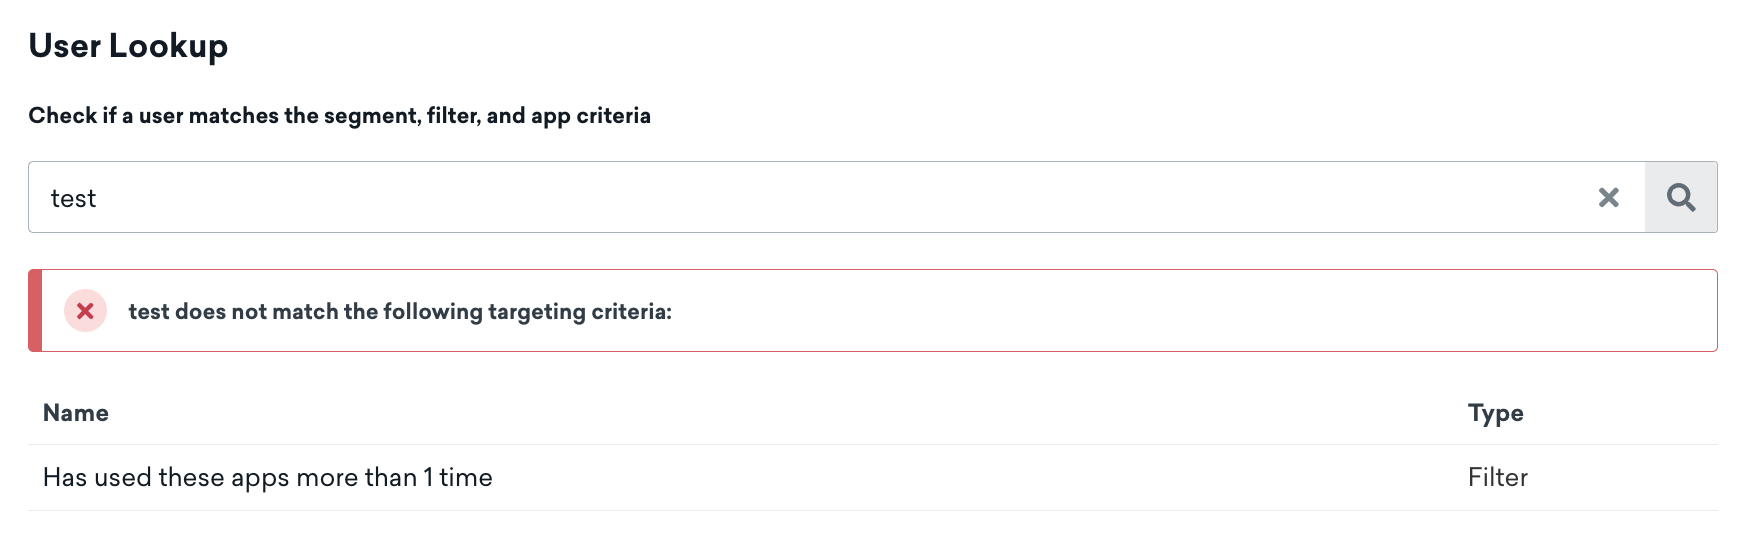 User Lookup
Check if a user matches the segment, filter, and app criteria
test
test does not match the following targeting criteria:
Name Type
Has used these apps more than 1 time Filter